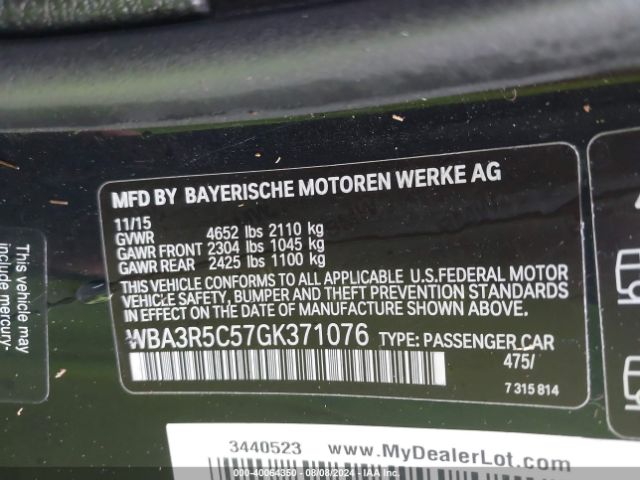 MFD BY BAYERISCHE MOTOREN WERKE AG
11/15
GVWR 4652 lbs 2110 kg
GAWR FRONT 2304 lbs 1045 kg
GAWR REAR 2425 lbs 1100 kg
THIS VEHICLE CONFORMS TO ALL APPLICABLE U.S. FEDERAL MOTOR
VEHICLE SAFETY, BUMPER AND THEFT PREVENTION STANDARDS
IN EFFECT ON THE DATE OF MANUFACTURE SHOWN ABOVE.
WBA3R5C57GK371076 TYPE: PASSENGER CAR
475/
7 315 814
This vehicle may
include mercury-
3440523 www.MyDealerLot.com
000-40064350 - 08/08/2024 - Copyright IAA, Inc.